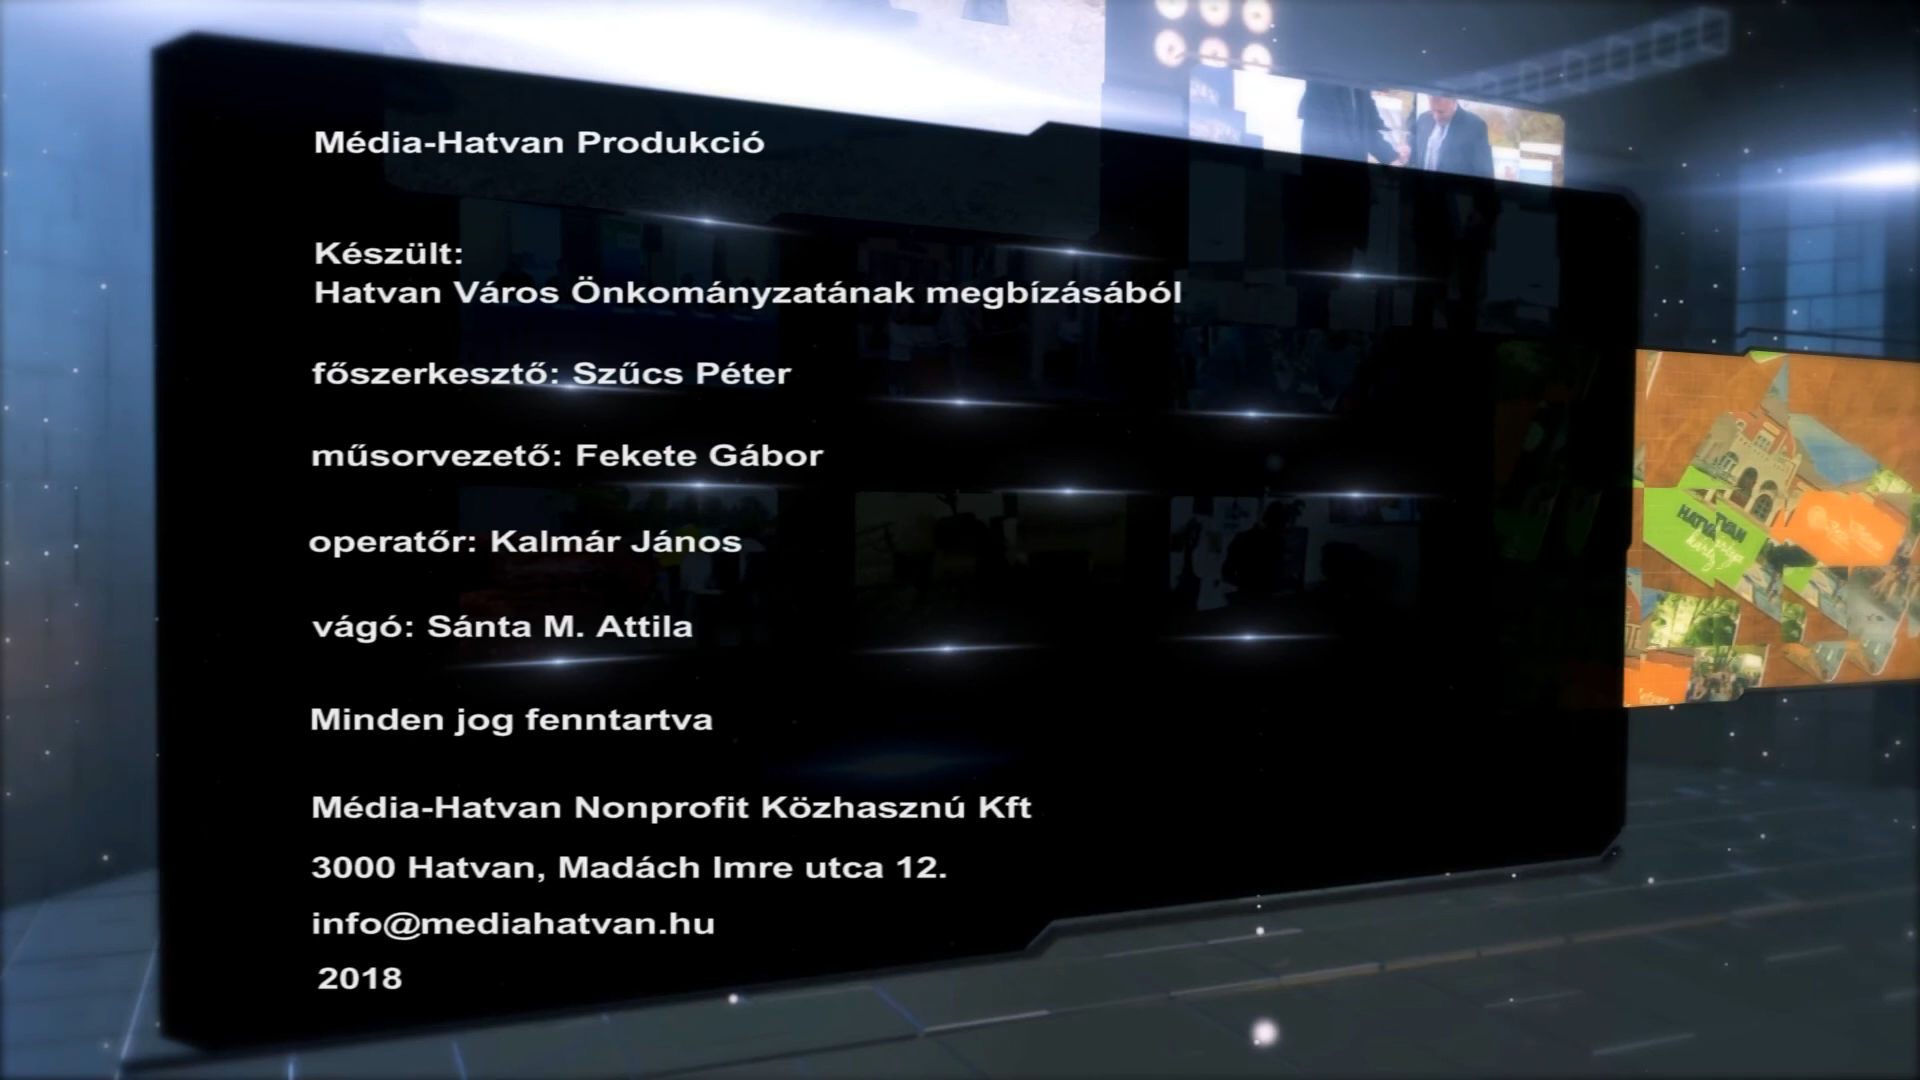 Média-Hatvan Produkció
Készült:
Hatvan Város Önkományzatának megbízásából
főszerkesztő: Szűcs Péter
műsorvezető: Fekete Gábor
operatőr: Kalmár János
vágó: Sánta M. Attila
Minden jog fenntartva
Média-Hatvan Nonprofit Közhasznú Kft
3000 Hatvan, Madách Imre utca 12.
info@mediahatvan.hu
2018